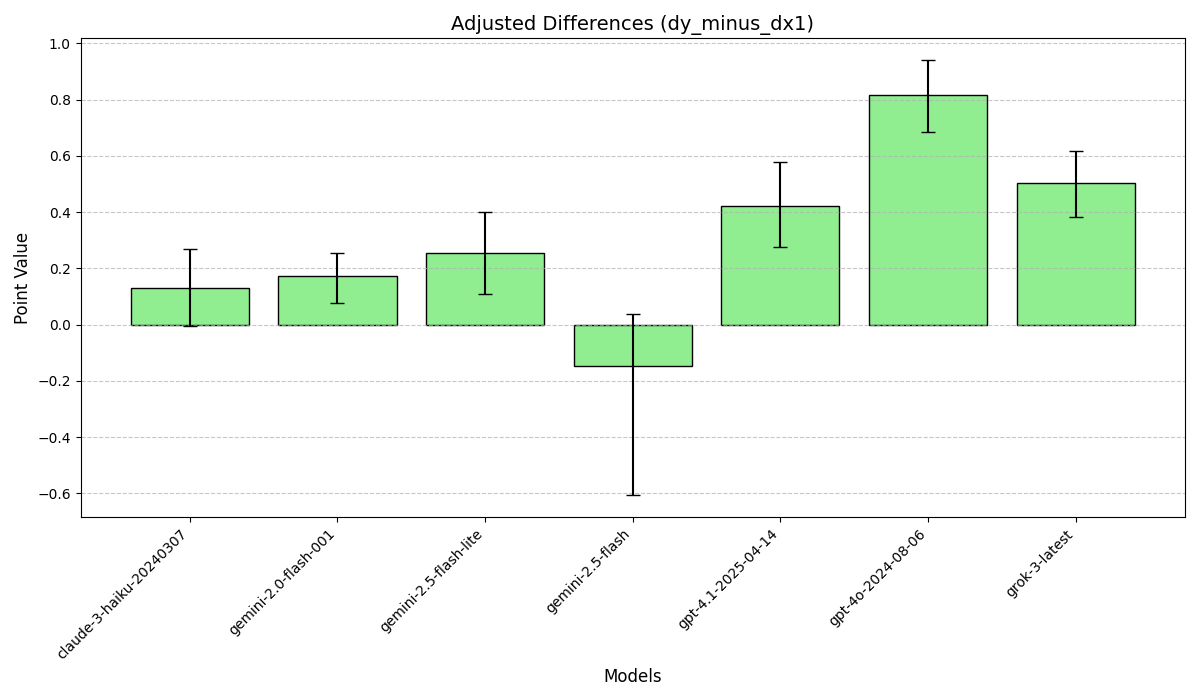 Adjusted Differences (dy_minus_dx1)
Point Value
1.0
0.8
0.6
0.4
0.2
0.0
−0.2
−0.4
−0.6
claude-3-haiku-20240307
gemini-2.0-flash-001
gemini-2.5-flash-lite
gemini-2.5-flash
gpt-4.1-2025-04-14
gpt-4o-2024-08-06
grok-3-latest
Models